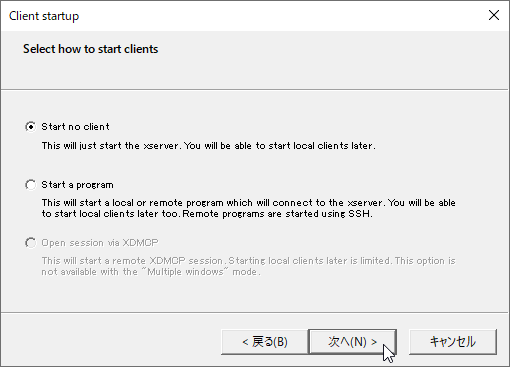 Client startup
Select how to start clients
Start no client
This will just start the xserver. You will be able to start local clients later.
Start a program
This will start a local or remote program which will connect to the xserver. You will be able
to start local clients later too. Remote programs are started using SSH.
Open session via XDMCP
This will start a remote XDMCP session. Starting local clients later is limited. This option is
not available with the "Multiple windows" mode.
< 戻る(B)
次へ(N) >
キャンセル